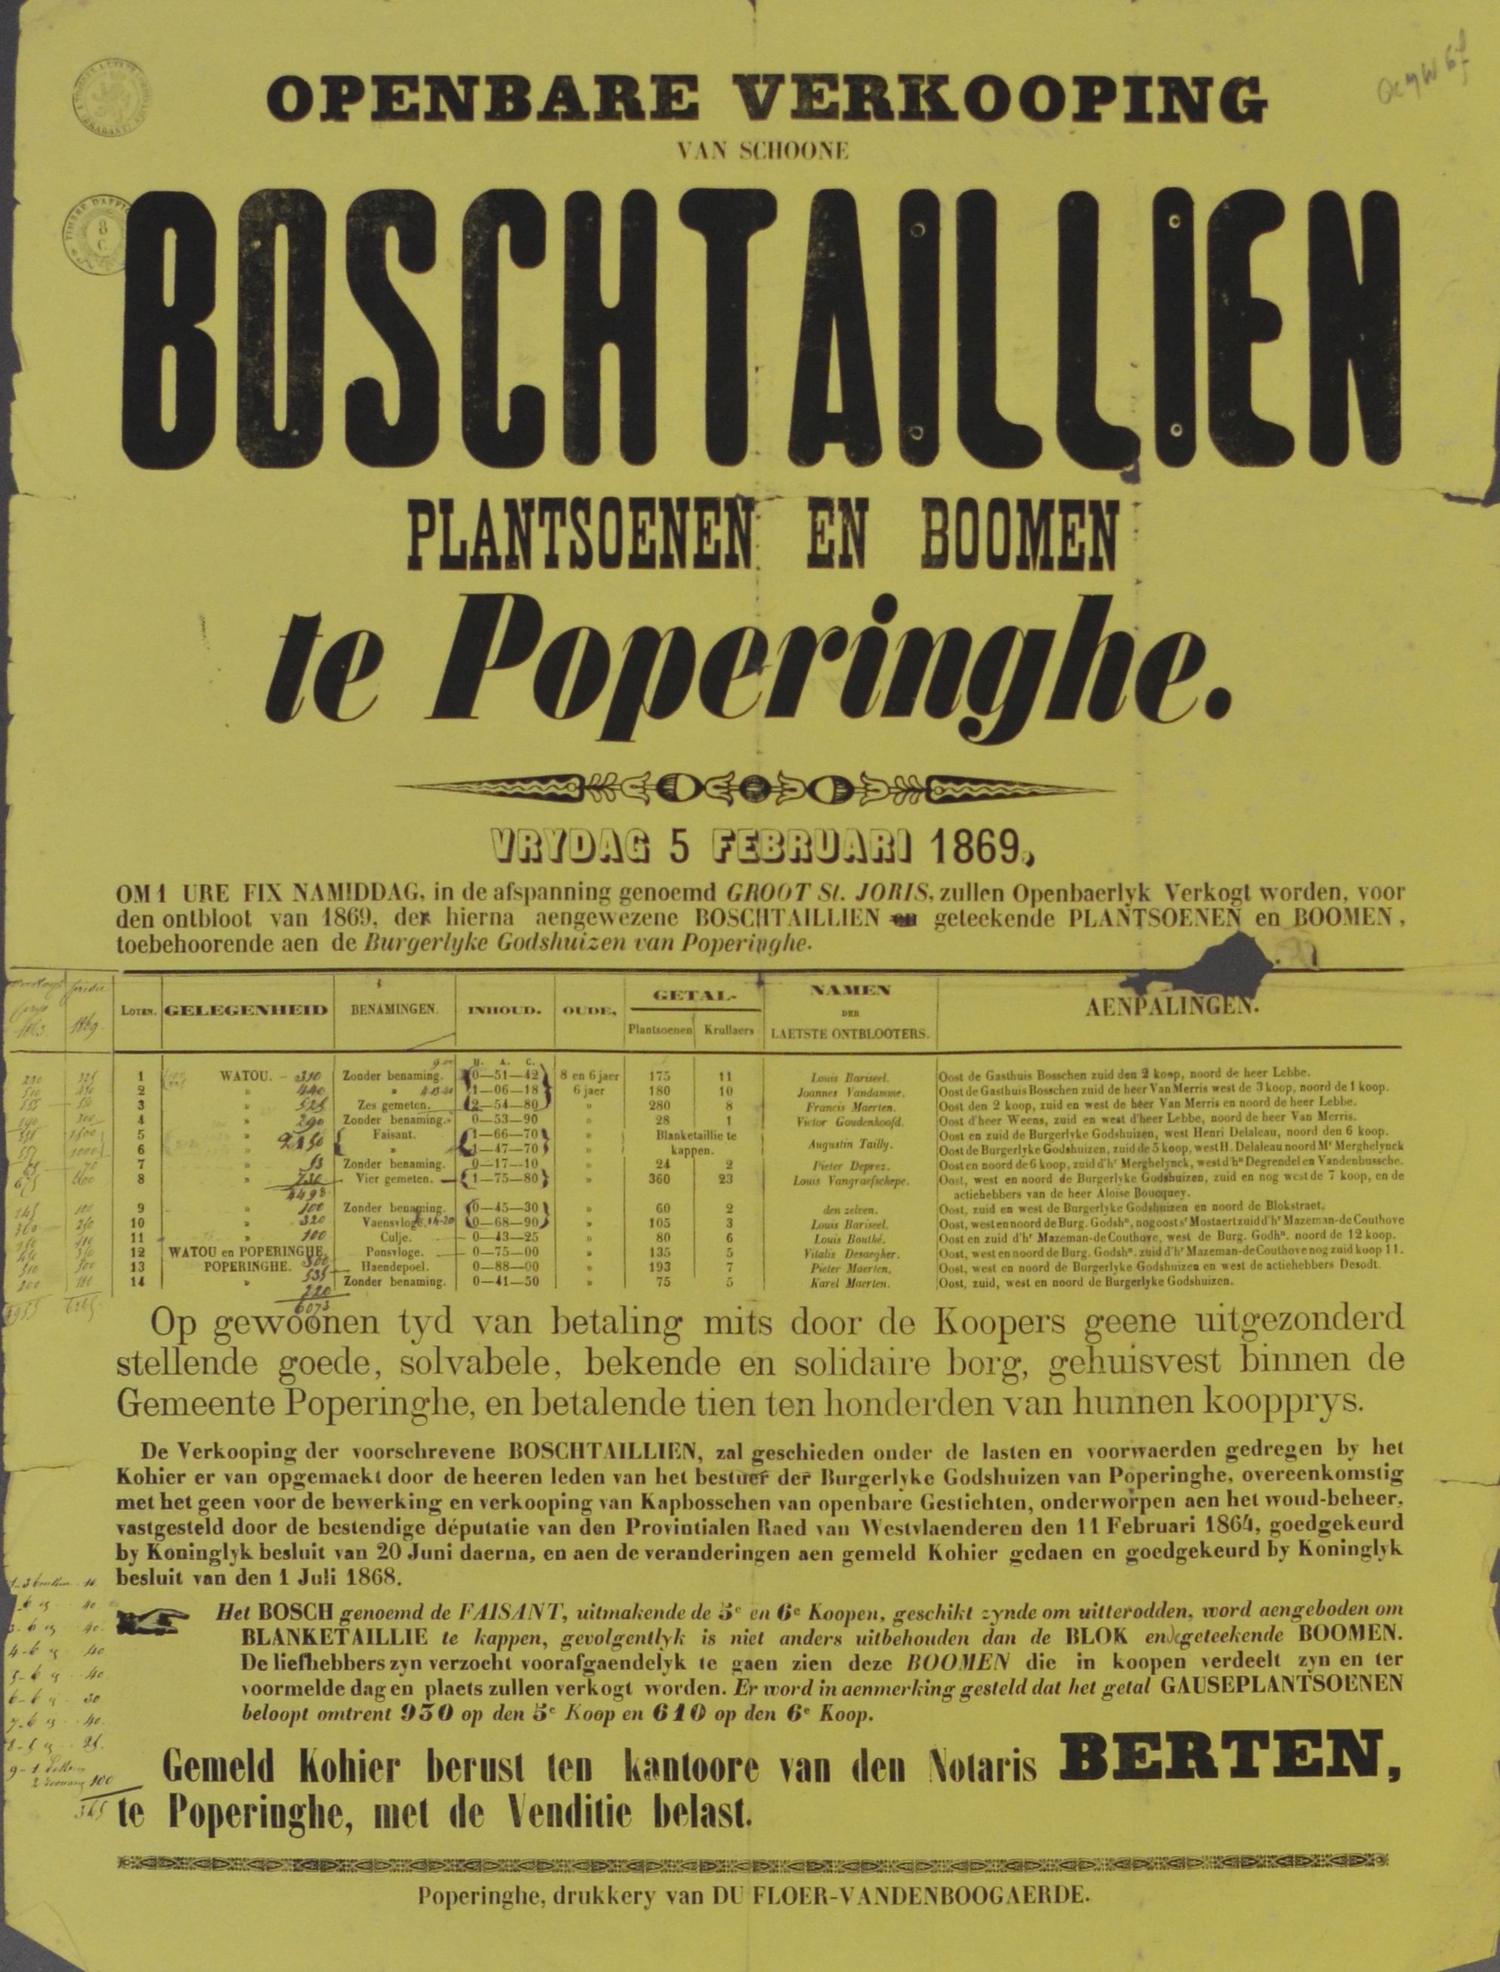 OPENBARE VERKOOPING
VAN SCHOONE
BOSCHTAILLIEN
PLANTSOENEN EN BOOMEN
te Poperinghe.
VRYDAG 5 FEBRUARI 1869,
OM 1 URE FIX NAMIDDAG, in de afspanning genoemd GROOT St. JORIS, zullen Openbaerlyk Verkogt worden, voor
den ontbloot van 1869, der hierna aengewezene BOSCHTAILLIEN geteekende PLANTSOENEN en BOOMEN,
toebehoorende aen de Burgerlyke Godshuizen van Poperinghe.
LOTEN. GELEGENHEID BENAMINGEN. INHOUD. OUDE, GETAL- NAMEN DER LAETSTE ONTBLOOTERS. AENPALINGEN.
Plantsoenen Krullaers
H. A. C.
1 WATOU. 310 Zonder benaming. 0—51—42 8 en 6 jaer 175 11 Louis Bariseel. Oost de Gasthuis Bosschen zuid den 2 koop, noord de heer Lebbe.
2 » 440 » 1—06—18 6 jaer 180 10 Joannes Vandamme. Oost de Gasthuis Bosschen zuid de heer Van Merris west de 3 koop, noord de 1 koop.
3 » 525 Zes gemeten. 2—54—80 » 280 8 Francis Maerten. Oost den 2 koop, zuid en west de heer Van Merris en noord de heer Lebbe.
4 » 290 Zonder benaming. 0—53—90 » 28 1 Victor Goudenhoofd. Oost d'heer Weens, zuid en west d'heer Lebbe, noord de heer Van Merris.
5 » Faisant. 1—66—70 » Blanketaillie te Augustin Tailly. Oost en zuid de Burgerlyke Godshuizen, west Henri Delaleau, noord den 6 koop.
6 » » 1—47—70 » kappen. Oost de Burgerlyke Godshuizen, zuid de 5 koop, west H. Delaleau noord Mr Merghelynck
7 » Zonder benaming. 0—17—10 » 24 2 Pieter Deprez. Oost en noord de 6 koop, zuid d'hr Merghelynck, west d'hn Degrendel en Vandenbussche.
8 » Vier gemeten. 1—75—80 » 360 23 Louis Vangraefschepe. Oost, west en noord de Burgerlyke Godshuizen, zuid en nog west de 7 koop, en de
actiehebbers van de heer Aloise Boucquey.
9 » 100 Zonder benaming. 0—45—30 » 60 2 den zelven. Oost, zuid en west de Burgerlyke Godshuizen en noord de Blokstraet.
10 » 320 Vaensvloge. 0—68—90 » 105 3 Louis Bariseel. Oost, west en noord de Burg. Godshn, nog oost sr Mostaert zuid d'hr Mazeman-de Couthove
11 » 100 Culje. 0—43—25 » 80 6 Louis Bouthé. Oost en zuid d'hr Mazeman-de Couthove, west de Burg. Godhn. noord de 12 koop.
12 WATOU en POPERINGHE. Ponsvloge. 0—75—00 » 135 5 Vitalis Desaegher. Oost, west en noord de Burg. Godshn. zuid d'hr Mazeman-de Couthove nog zuid koop 11.
13 POPERINGHE. 535 Haendepoel. 0—88—00 » 193 7 Pieter Maerten. Oost, west en noord de Burgerlyke Godshuizen en west de actiehebbers Desodt.
14 » 220 Zonder benaming. 0—41—50 » 75 5 Karel Maerten. Oost, zuid, west en noord de Burgerlyke Godshuizen.
6073
Op gewoonen tyd van betaling mits door de Koopers geene uitgezonderd
stellende goede, solvabele, bekende en solidaire borg, gehuisvest binnen de
Gemeente Poperinghe, en betalende tien ten honderden van hunnen koopprys.
De Verkooping der voorschrevene BOSCHTAILLIEN, zal geschieden onder de lasten en voorwaerden gedregen by het
Kohier er van opgemaekt door de heeren leden van het bestuer der Burgerlyke Godshuizen van Poperinghe, overeenkomstig
met het geen voor de bewerking en verkooping van Kapbosschen van openbare Gestichten, onderworpen aen het woud-beheer,
vastgesteld door de bestendige députatie van den Provintialen Raed van Westvlaenderen den 11 Februari 1864, goedgekeurd
by Koninglyk besluit van 20 Juni daerna, en aen de veranderingen aen gemeld Kohier gedaen en goedgekeurd by Koninglyk
besluit van den 1 Juli 1868.
Het BOSCH genoemd de FAISANT, uitmakende de 5e en 6e Koopen, geschikt zynde om uitterodden, word aengeboden om
BLANKETAILLIE te kappen, gevolgentlyk is niet anders uitbehouden dan de BLOK en geteekende BOOMEN.
De liefhebbers zyn verzocht voorafgaendelyk te gaen zien deze BOOMEN die in koopen verdeelt zyn en ter
voormelde dag en plaets zullen verkogt worden. Er word in aenmerking gesteld dat het getal GAUSEPLANTSOENEN
beloopt omtrent 930 op den 5e Koop en 610 op den 6e Koop.
Gemeld Kohier berust ten kantoore van den Notaris BERTEN,
te Poperinghe, met de Venditie belast.
Poperinghe, drukkery van DU FLOER-VANDENBOOGAERDE.